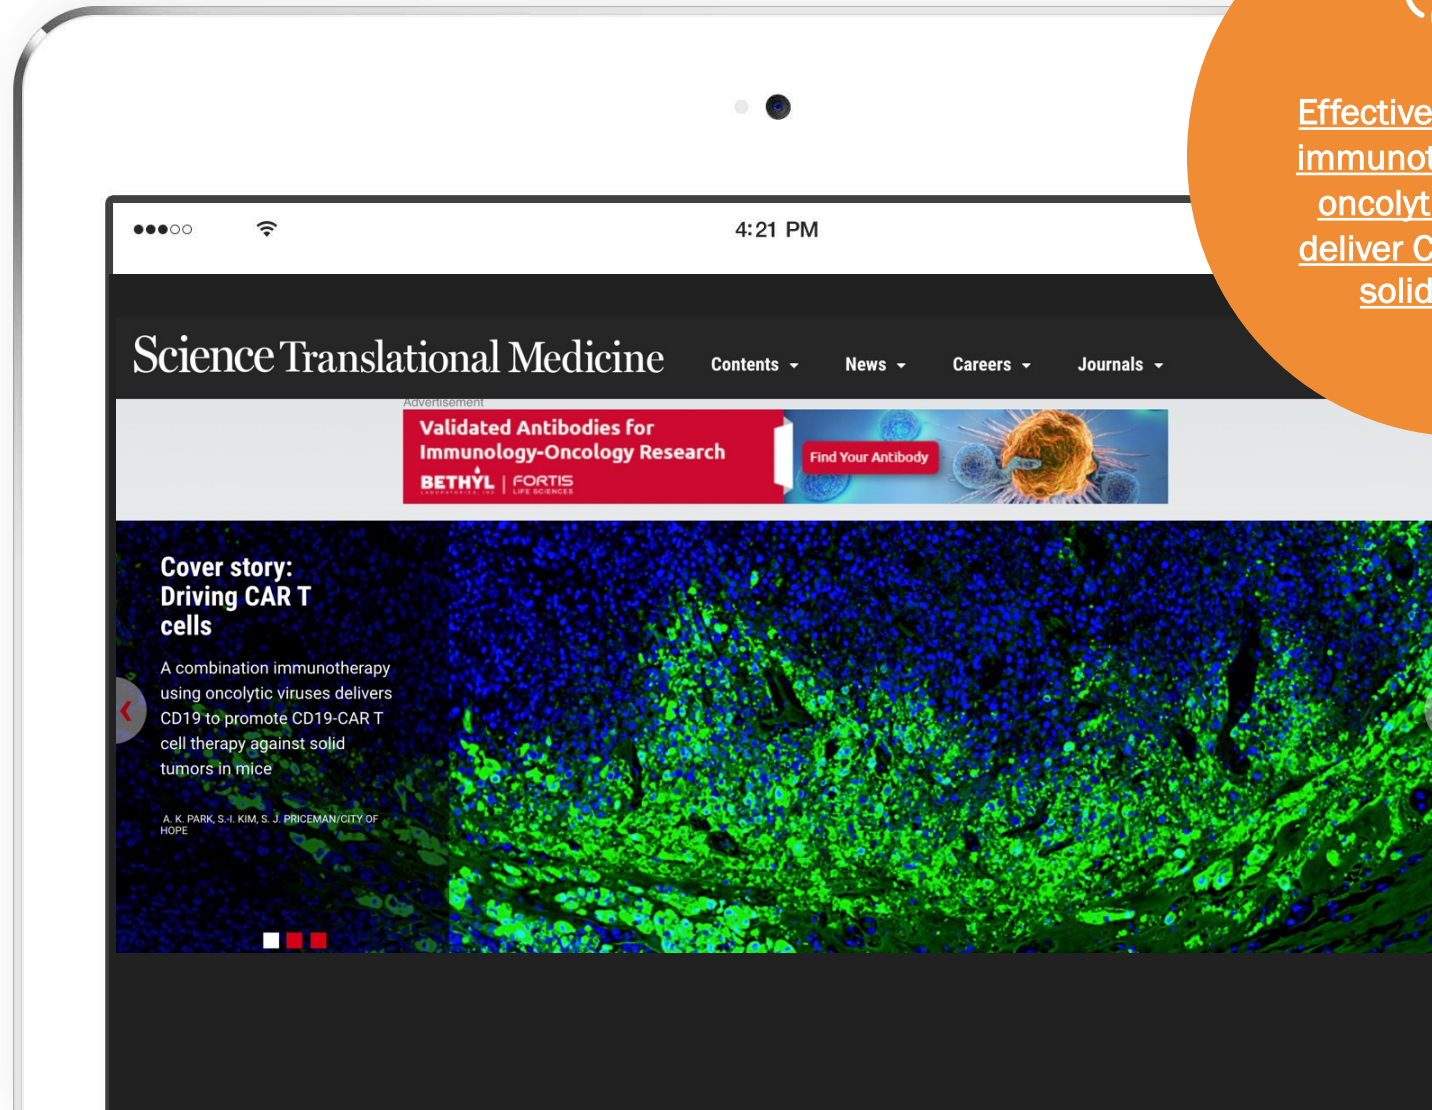 Effective
immunot
oncolyt
deliver C
solid
4:21 PM
Science Translational Medicine
Contents
News
Careers
Journals
Advertisement
Validated Antibodies for
Immunology-Oncology Research
BETHYL | FORTIS
LABORATORIES, INC LIFE SCIENCES
Find Your Antibody
Cover story:
Driving CAR T
cells
A combination immunotherapy
using oncolytic viruses delivers
CD19 to promote CD19-CAR T
cell therapy against solid
tumors in mice
A. K. PARK, S.-I. KIM, S. J. PRICEMAN/CITY OF
HOPE